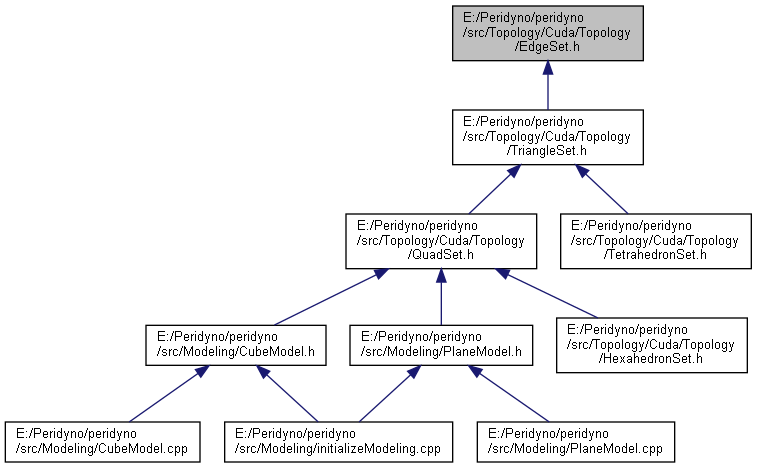 E:/Peridyno/peridyno
/src/Topology/Cuda/Topology
/EdgeSet.h
E:/Peridyno/peridyno
/src/Topology/Cuda/Topology
/TriangleSet.h
E:/Peridyno/peridyno
/src/Topology/Cuda/Topology
/QuadSet.h
E:/Peridyno/peridyno
/src/Topology/Cuda/Topology
/TetrahedronSet.h
E:/Peridyno/peridyno
/src/Modeling/CubeModel.h
E:/Peridyno/peridyno
/src/Modeling/PlaneModel.h
E:/Peridyno/peridyno
/src/Topology/Cuda/Topology
/HexahedronSet.h
E:/Peridyno/peridyno
/src/Modeling/CubeModel.cpp
E:/Peridyno/peridyno
/src/Modeling/initializeModeling.cpp
E:/Peridyno/peridyno
/src/Modeling/PlaneModel.cpp